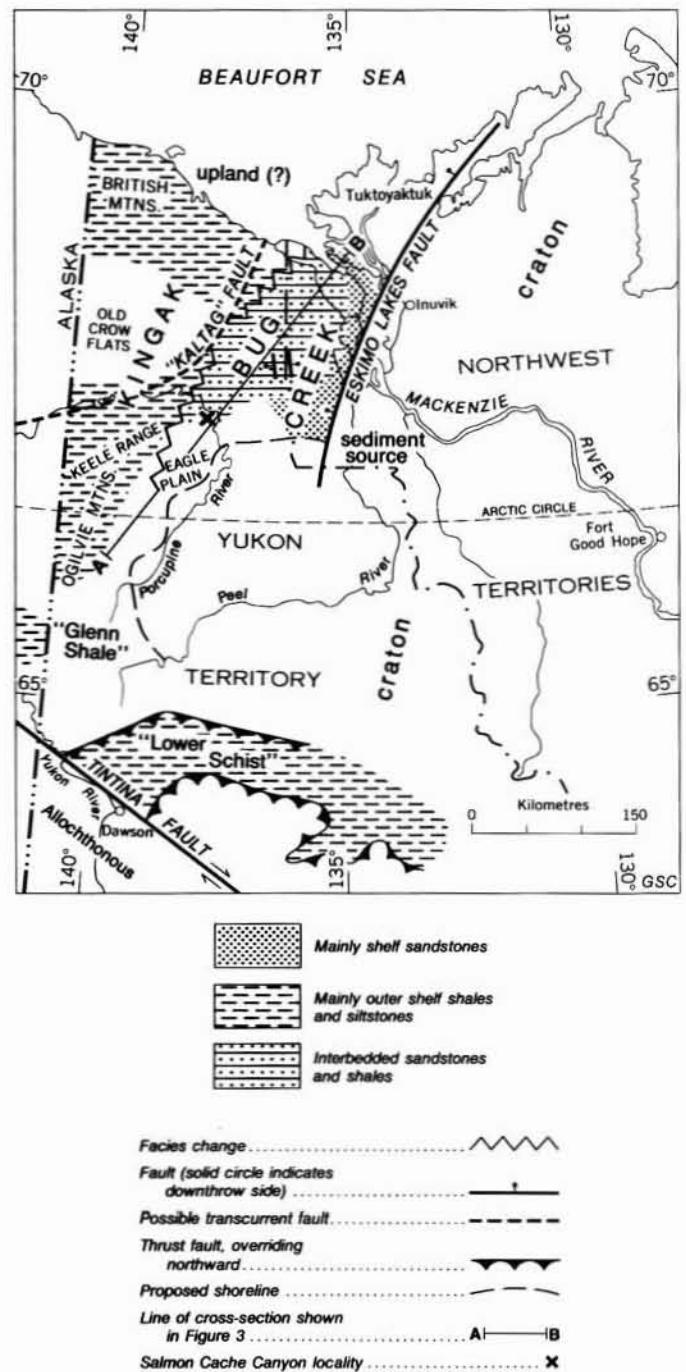 140°
135°
130°
70°
BEAUFORT SEA
70°
upland (?)
BRITISH
MTNS.
Tuktoyaktuk
ALASKA
OLD
CROW
FLATS
KINGAK
"KALTAG" FAULT
BUG
CREEK
B
ESKIMO LAKES FAULT
Inuvik
craton
NORTHWEST
MACKENZIE
RIVER
KEELE RANGE
EAGLE
PLAIN
sediment
source
OGILVIE MTNS.
A
River
Porcupine
ARCTIC CIRCLE
Fort
Good Hope
YUKON
Peel
River
TERRITORIES
"Glenn
Shale"
craton
TERRITORY
65°
65°
"Lower
Schist"
Yukon
River
TINTINA
FAULT
Dawson
Allochthonous
Kilometres
0 150
140°
135°
130°
GSC
Mainly shelf sandstones
Mainly outer shelf shales
and siltstones
Interbedded sandstones
and shales
Facies change
Fault (solid circle indicates
downthrow side)
Possible transcurrent fault
Thrust fault, overriding
northward
Proposed shoreline
Line of cross-section shown
in Figure 3 A B
Salmon Cache Canyon locality x